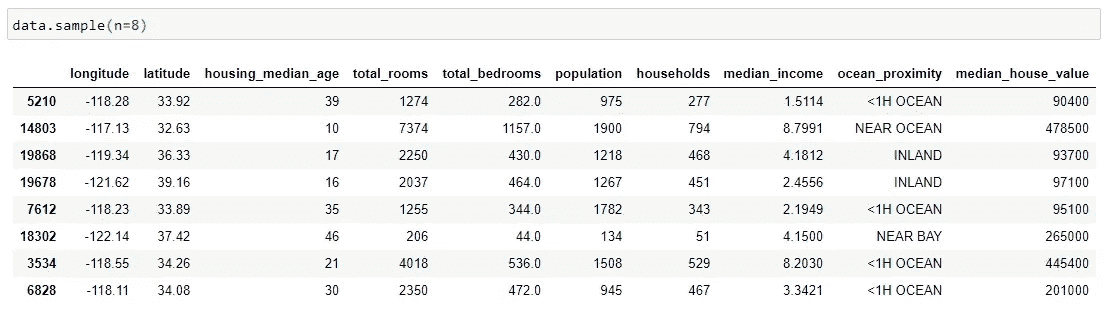 data.sample(n=8)
longitude latitude housing_median_age total_rooms total_bedrooms population households median_income ocean_proximity median_house_value
5210 -118.28 33.92 39 1274 282.0 975 277 1.5114 <1H OCEAN 90400
14803 -117.13 32.63 10 7374 1157.0 1900 794 8.7991 NEAR OCEAN 478500
19868 -119.34 36.33 17 2250 430.0 1218 468 4.1812 INLAND 93700
19678 -121.62 39.16 16 2037 464.0 1267 451 2.4556 INLAND 97100
7612 -118.23 33.89 35 1255 344.0 1782 343 2.1949 <1H OCEAN 95100
18302 -122.14 37.42 46 206 44.0 134 51 4.1500 NEAR BAY 265000
3534 -118.55 34.26 21 4018 536.0 1508 529 8.2030 <1H OCEAN 445400
6828 -118.11 34.08 30 2350 472.0 945 467 3.3421 <1H OCEAN 201000